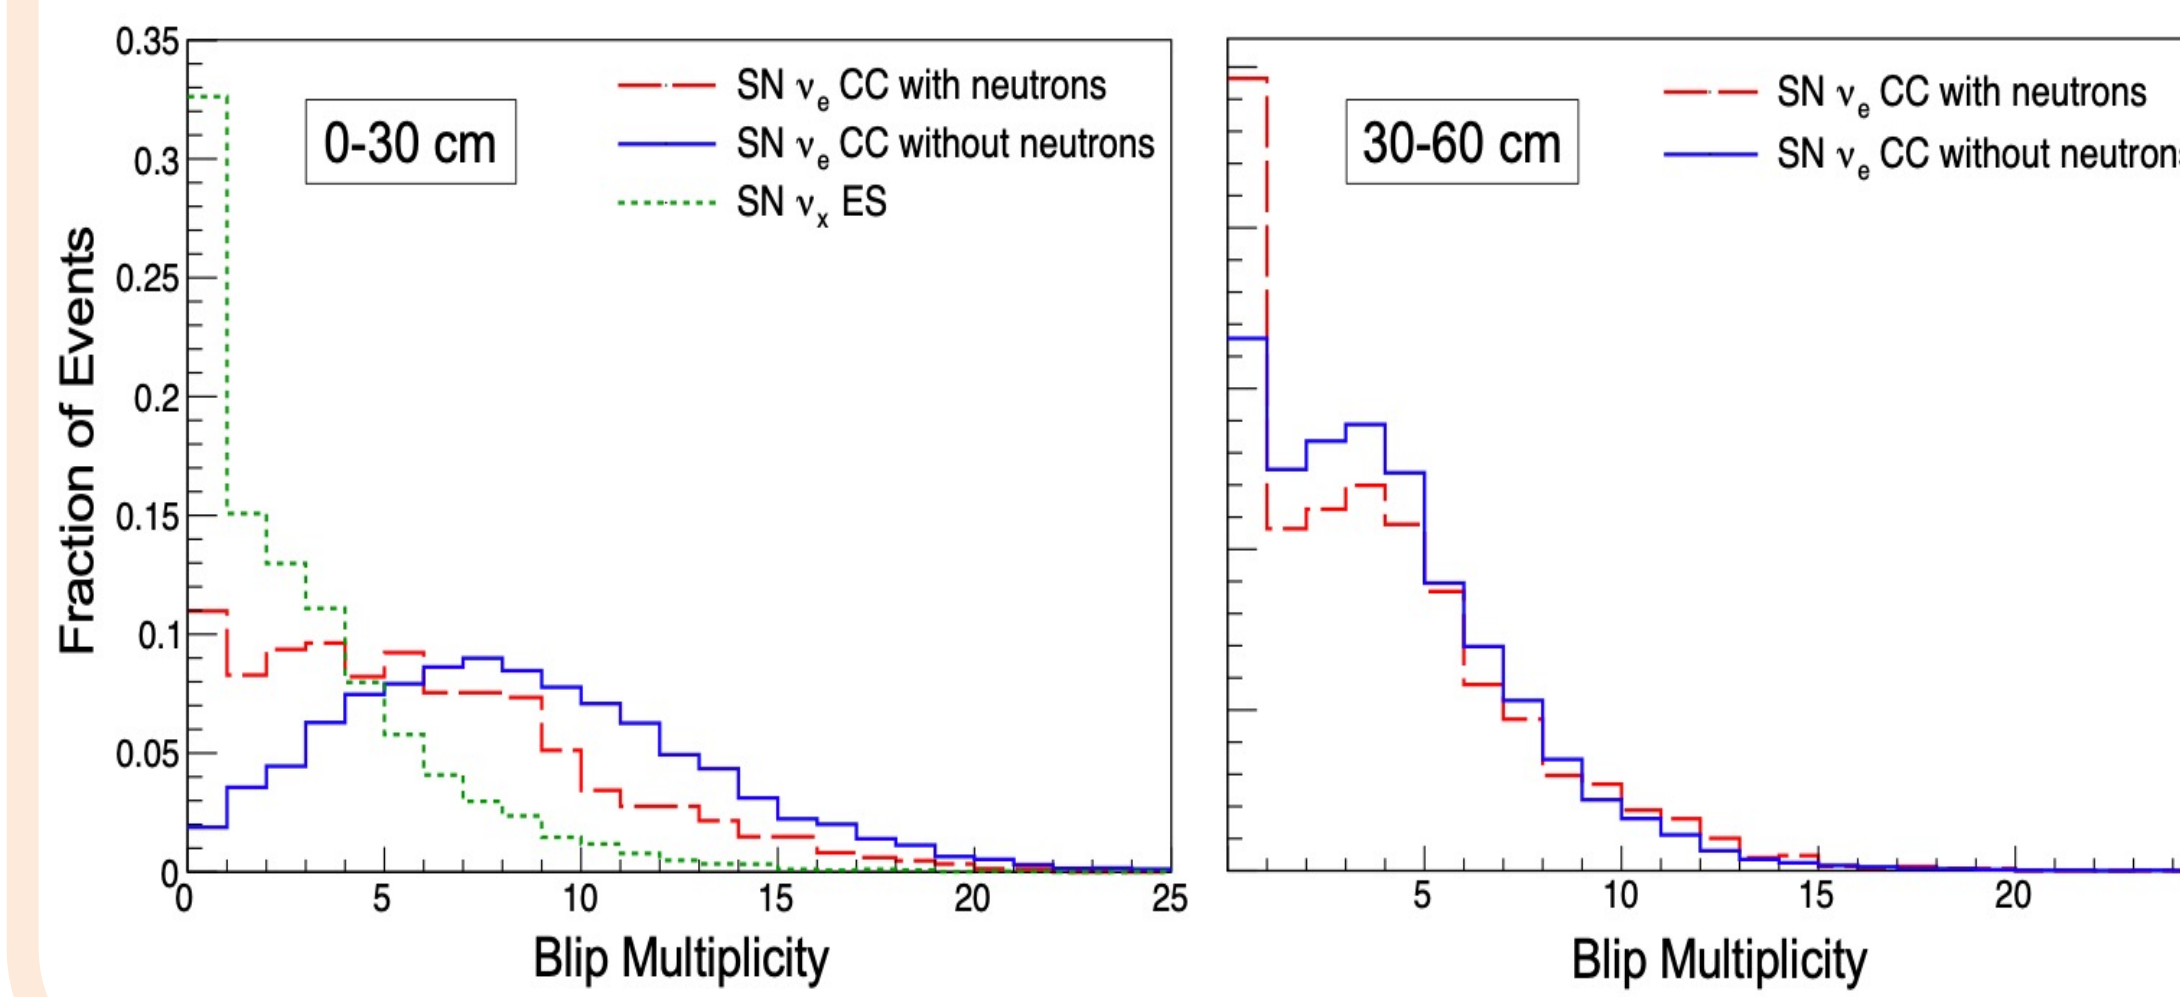 0.35
0.3
0.25
0.2
0.15
0.1
0.05
0
Fraction of Events
0-30 cm
SN νe CC with neutrons
SN νe CC without neutrons
SN νx ES
0 5 10 15 20 25
Blip Multiplicity
30-60 cm
SN νe CC with neutrons
SN νe CC without neutrons
5 10 15 20
Blip Multiplicity